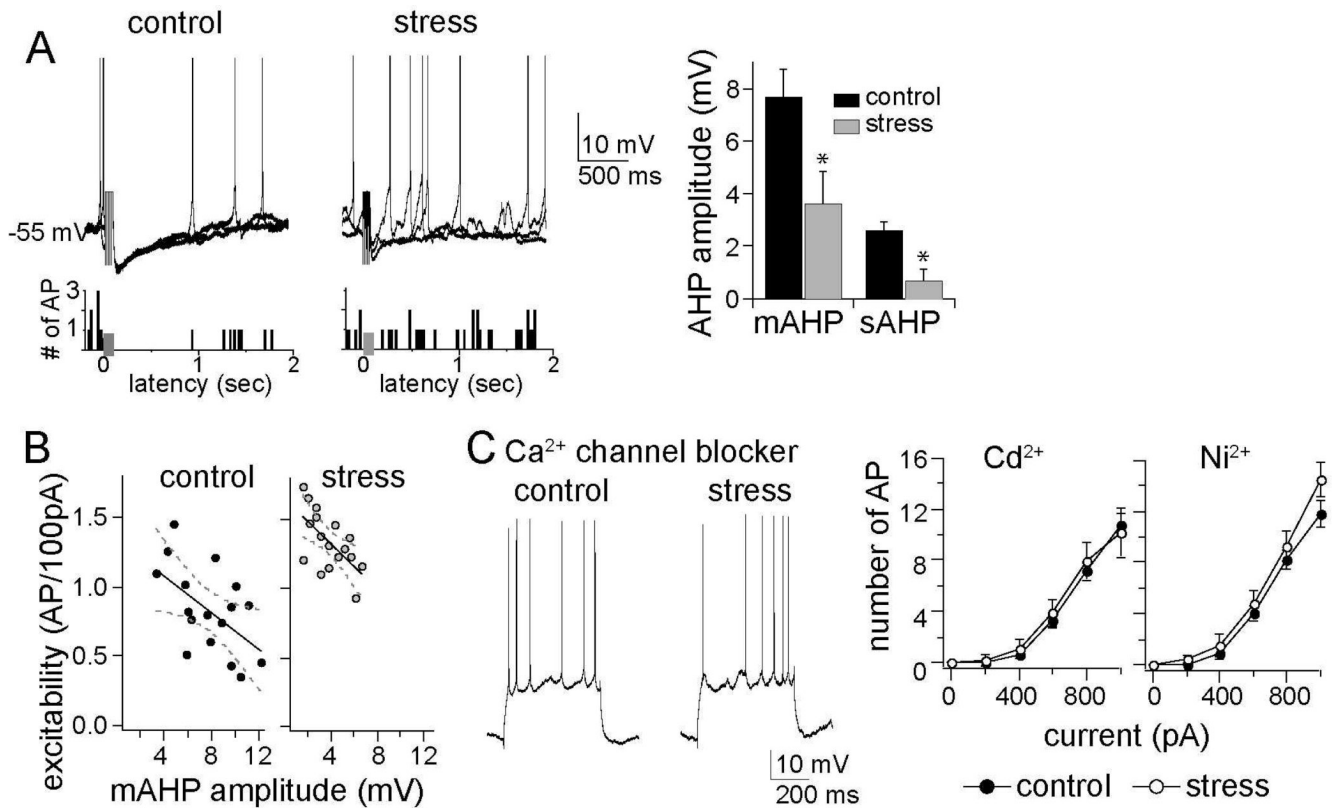 A
control
stress
10 mV
500 ms
-55 mV
# of AP
3
1
0
1
2
latency (sec)
0
1
2
latency (sec)
AHP amplitude (mV)
8
6
4
2
0
control
stress
*
*
mAHP
sAHP
B
control
stress
excitability (AP/100pA)
1.5
1.0
0.5
0.0
4
8
12
4
8
12
mAHP amplitude (mV)
C
Ca²⁺ channel blocker
control
stress
10 mV
200 ms
number of AP
16
12
8
4
0
Cd²⁺
Ni²⁺
0
400
800
0
400
800
current (pA)
control
stress